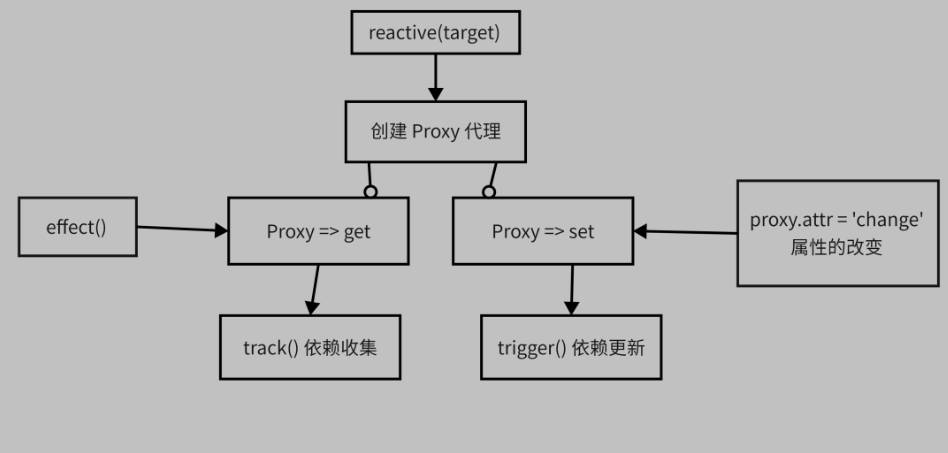 reactive(target)
创建 Proxy 代理
effect()
Proxy => get
Proxy => set
proxy.attr = 'change'
属性的改变
track() 依赖收集
trigger() 依赖更新